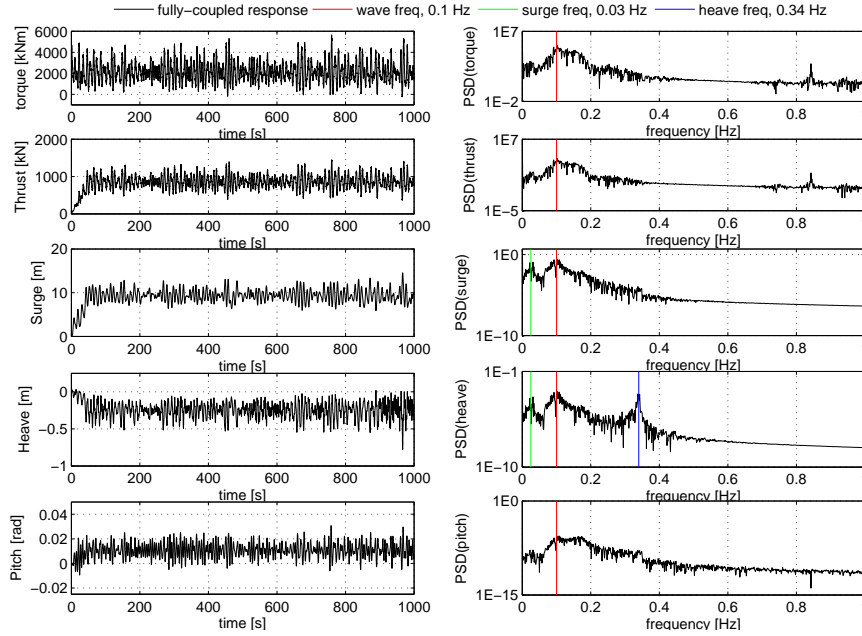 fully−coupled response wave freq, 0.1 Hz surge freq, 0.03 Hz heave freq, 0.34 Hz
torque [kNm]
6000
4000
2000
0
0 200 400 600 800 1000
time [s]
PSD(torque)
1E7
1E−2
0 0.2 0.4 0.6 0.8
frequency [Hz]
Thrust [kN]
2000
1000
0
0 200 400 600 800 1000
time [s]
PSD(thrust)
1E7
1E−5
0 0.2 0.4 0.6 0.8
frequency [Hz]
Surge [m]
20
10
0
0 200 400 600 800 1000
time [s]
PSD(surge)
1E0
1E−10
0 0.2 0.4 0.6 0.8
frequency [Hz]
Heave [m]
0
−0.5
−1
0 200 400 600 800 1000
time [s]
PSD(heave)
1E−1
1E−10
0 0.2 0.4 0.6 0.8
frequency [Hz]
Pitch [rad]
0.04
0.02
0
−0.02
0 200 400 600 800 1000
time [s]
PSD(pitch)
1E0
1E−15
0 0.2 0.4 0.6 0.8
frequency [Hz]